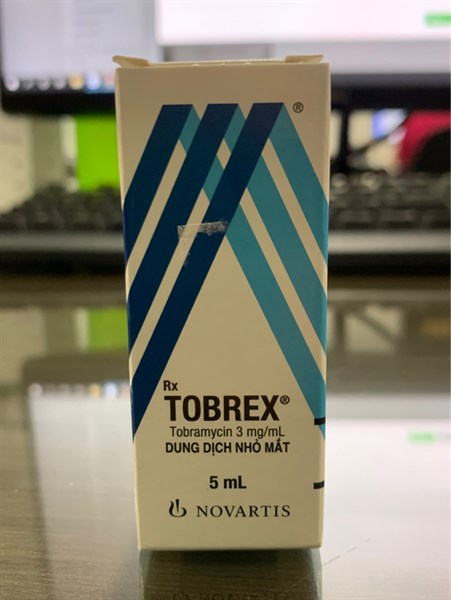 ®
Rx
TOBREX®
Tobramycin 3 mg/mL
DUNG DỊCH NHỎ MẮT
5 mL
NOVARTIS